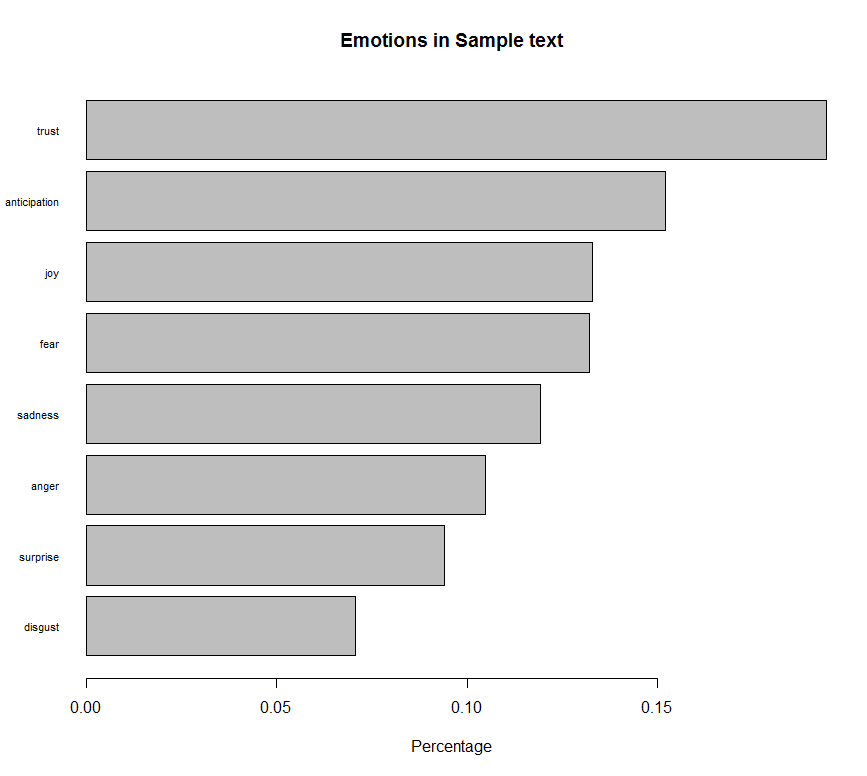 Emotions in Sample text
trust
anticipation
joy
fear
sadness
anger
surprise
disgust
0.00 0.05 0.10 0.15
Percentage